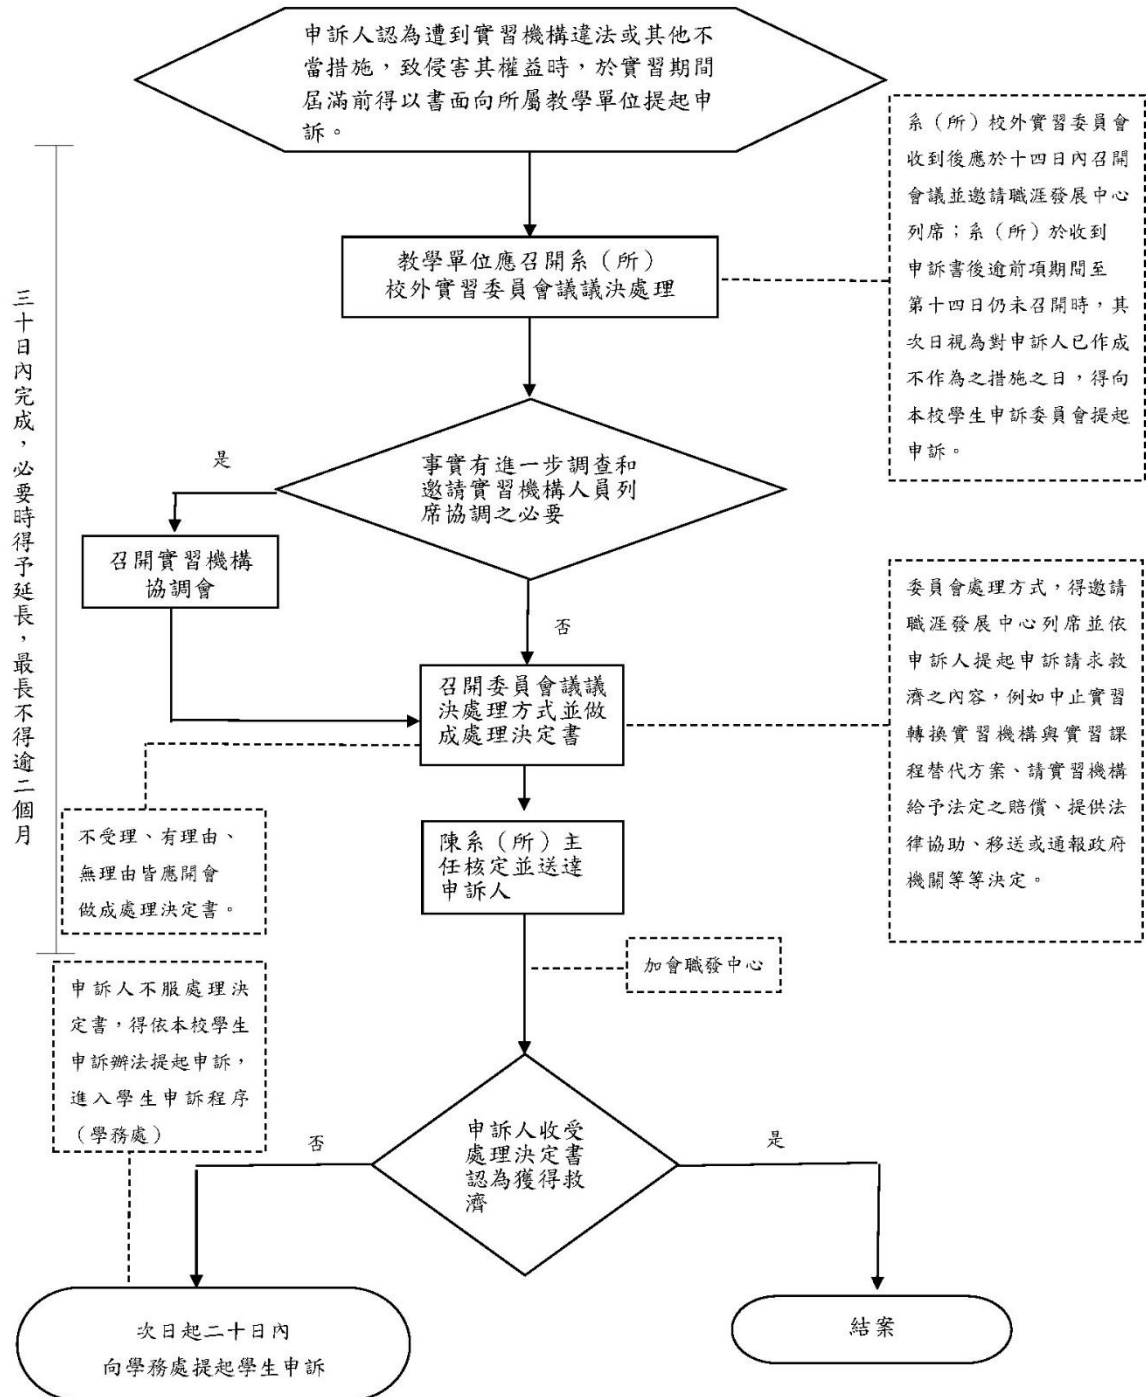 申訴人認為遭到實習機構違法或其他不
當措施，致侵害其權益時，於實習期間
屆滿前得以書面向所屬教學單位提起申
訴。
系（所）校外實習委員會
收到後應於十四日內召開
會議並邀請職涯發展中心
列席；系（所）於收到
申訴書後逾前項期間至
第十四日仍未召開時，其
次日視為對申訴人已作成
不作為之措施之日，得向
本校學生申訴委員會提起
申訴。
教學單位應召開系（所）
校外實習委員會議議決處理
三十日內完成，必要時得予延長，最長不得逾二個月
事實有進一步調查和
邀請實習機構人員列
席協調之必要
是
召開實習機構
協調會
否
召開委員會議議
決處理方式並做
成處理決定書
委員會處理方式，得邀請
職涯發展中心列席並依
申訴人提起申訴請求救
濟之內容，例如中止實習
轉換實習機構與實習課
程替代方案、請實習機構
給予法定之賠償、提供法
律協助、移送或通報政府
機關等等決定。
不受理、有理由、
無理由皆應開會
做成處理決定書。
陳系（所）主
任核定並送達
申訴人
加會職發中心
申訴人不服處理決
定書，得依本校學生
申訴辦法提起申訴，
進入學生申訴程序
（學務處）
申訴人收受
處理決定書
認為獲得救
濟
否
是
次日起二十日內
向學務處提起學生申訴
結案